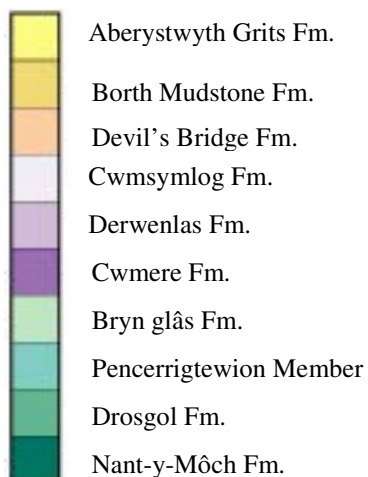 Aberystwyth Grits Fm.
Borth Mudstone Fm.
Devil's Bridge Fm.
Cwmsymlog Fm.
Derwenlas Fm.
Cwmere Fm.
Bryn glâs Fm.
Pencerrigtewion Member
Drosgol Fm.
Nant-y-Môch Fm.